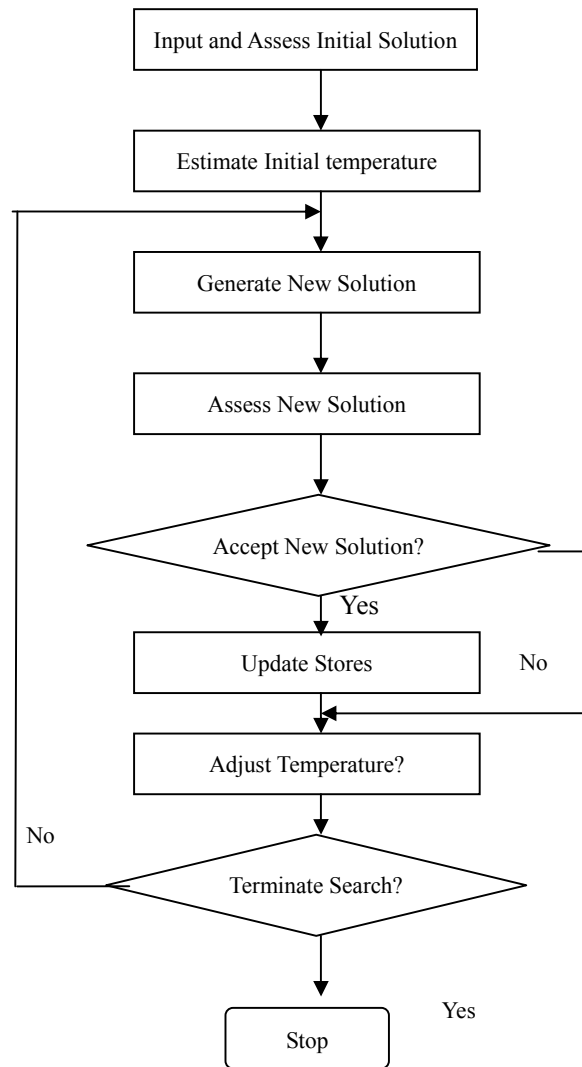 Input and Assess Initial Solution
Estimate Initial temperature
Generate New Solution
Assess New Solution
Accept New Solution?
Yes
Update Stores
No
Adjust Temperature?
No
Terminate Search?
Yes
Stop